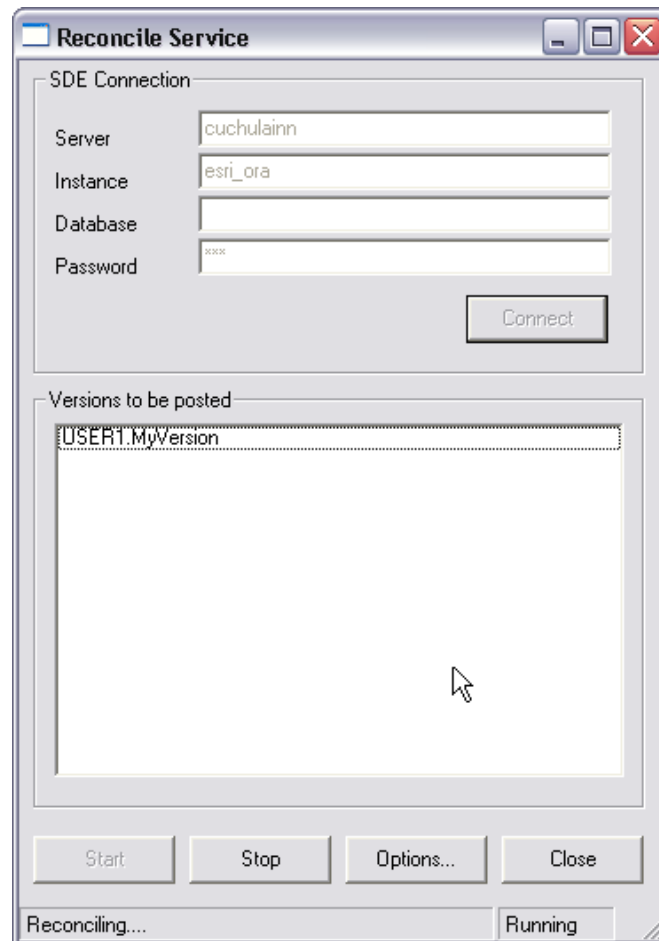 Reconcile Service
SDE Connection
Server cuchulainn
Instance esri_ora
Database
Password ×××
Connect
Versions to be posted
USER1.MyVersion
Start Stop Options... Close
Reconciling.... Running